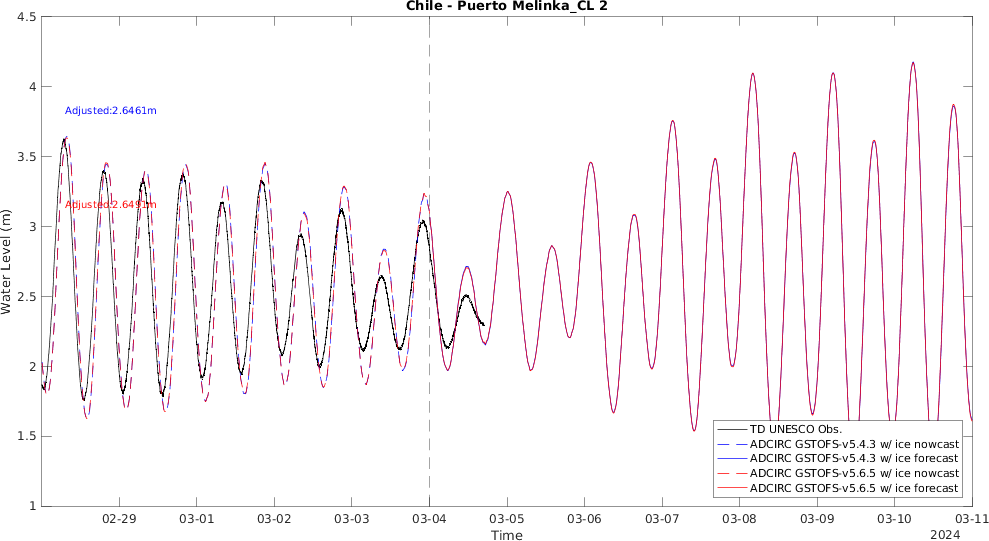 Chile - Puerto Melinka_CL 2
4.5
4
3.5
3
2.5
2
1.5
1
Water Level (m)
Adjusted:2.6461m
Adjusted:2.6491m
TD UNESCO Obs.
ADCIRC GSTOFS-v5.4.3 w/ ice nowcast
ADCIRC GSTOFS-v5.4.3 w/ ice forecast
ADCIRC GSTOFS-v5.6.5 w/ ice nowcast
ADCIRC GSTOFS-v5.6.5 w/ ice forecast
02-29 03-01 03-02 03-03 03-04 03-05 03-06 03-07 03-08 03-09 03-10 03-11
Time
2024